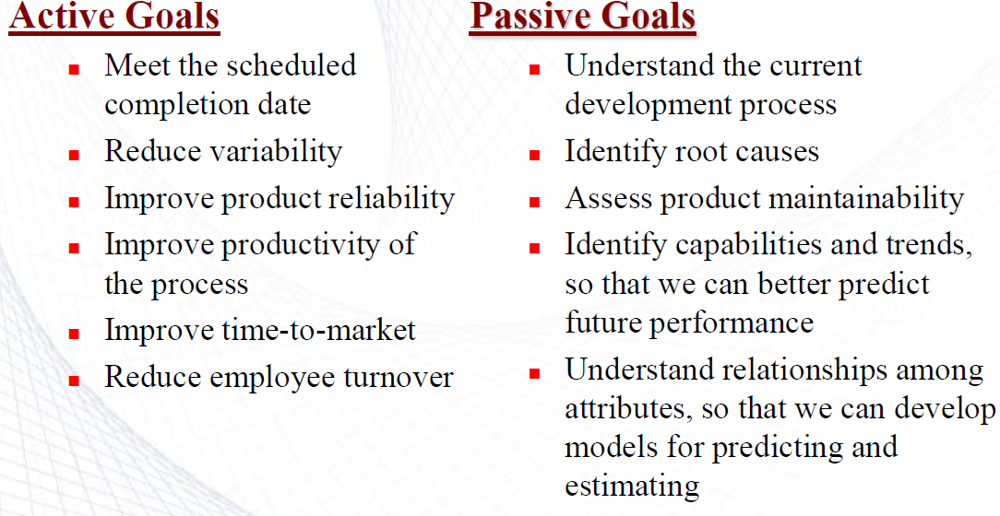 Active Goals
Meet the scheduled
completion date
Reduce variability
Improve product reliability
Improve productivity of
the process
Improve time-to-market
Reduce employee turnover
Passive Goals
Understand the current
development process
Identify root causes
Assess product maintainability
Identify capabilities and trends,
so that we can better predict
future performance
Understand relationships among
attributes, so that we can develop
models for predicting and
estimating